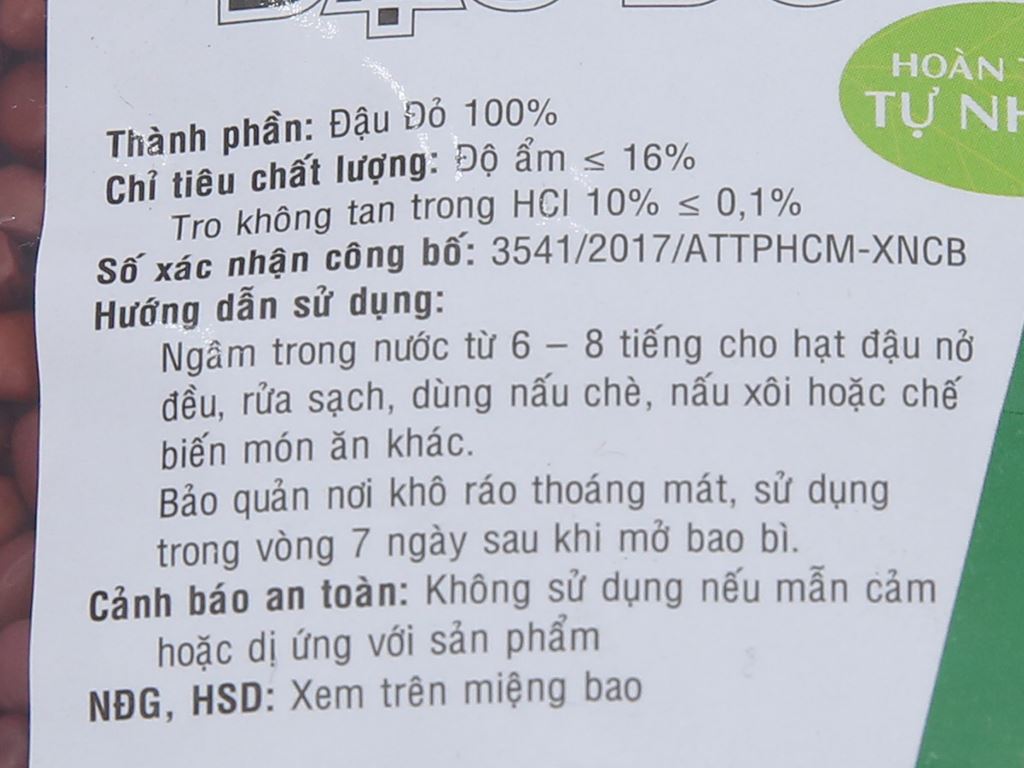 HOÀN
TỰ
Thành phần: Đậu Đỏ 100%
Chỉ tiêu chất lượng: Độ ẩm ≤ 16%
Tro không tan trong HCl 10% ≤ 0,1%
Số xác nhận công bố: 3541/2017/ATTPHCM-XNCB
Hướng dẫn sử dụng:
Ngâm trong nước từ 6 – 8 tiếng cho hạt đậu nở
đều, rửa sạch, dùng nấu chè, nấu xôi hoặc chế
biến món ăn khác.
Bảo quản nơi khô ráo thoáng mát, sử dụng
trong vòng 7 ngày sau khi mở bao bì.
Cảnh báo an toàn: Không sử dụng nếu mẫn cảm
hoặc dị ứng với sản phẩm
NĐG, HSD: Xem trên miệng bao